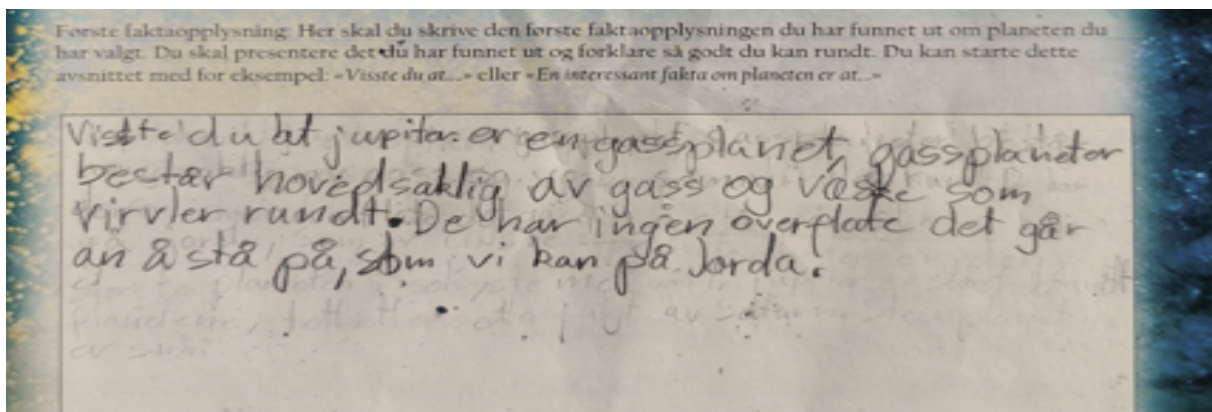 Første faktaopplysning: Her skal du skrive den første faktaopplysningen du har funnet ut om planeten du
har valgt. Du skal presentere det du har funnet ut og forklare så godt du kan rundt. Du kan starte dette
avsnittet med for eksempel: «Visste du at...» eller «En interessant fakta om planeten er at...»
Visste du at jupiter er en gassplanet, gassplaneter
består hovedsaklig av gass og væske som
virvler rundt. De har ingen overflate det går
an å stå på, som vi kan på Jorda.